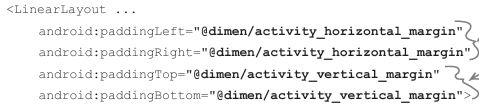 <LinearLayout ...
android:paddingLeft="@dimen/activity_horizontal_margin"
android:paddingRight="@dimen/activity_horizontal_margin"
android:paddingTop="@dimen/activity_vertical_margin"
android:paddingBottom="@dimen/activity_vertical_margin">